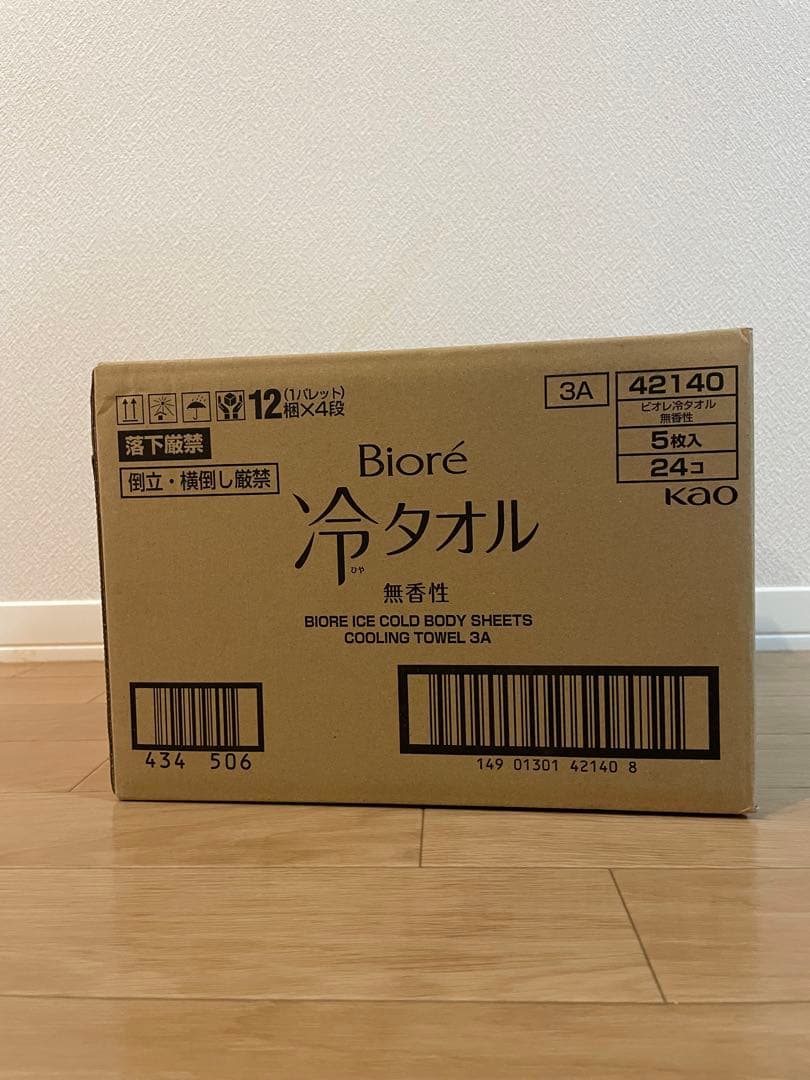 12(1パレット)
梱×4段
落下厳禁
倒立・横倒し厳禁
3A
42140
ビオレ冷タオル
無香性
5枚入
24コ
Kao
Bioré
冷タオル
ひや
無香性
BIORE ICE COLD BODY SHEETS
COOLING TOWEL 3A
434 506
149 01301 42140 8